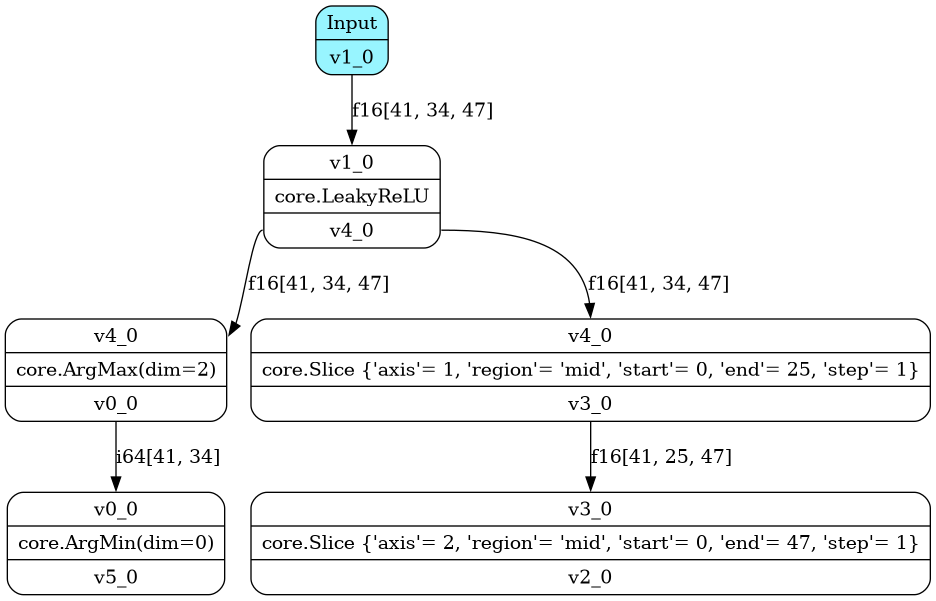 Input
v1_0
f16[41, 34, 47]
v1_0
core.LeakyReLU
v4_0
f16[41, 34, 47]
f16[41, 34, 47]
v4_0
core.ArgMax(dim=2)
v0_0
v4_0
core.Slice {'axis'= 1, 'region'= 'mid', 'start'= 0, 'end'= 25, 'step'= 1}
v3_0
i64[41, 34]
f16[41, 25, 47]
v0_0
core.ArgMin(dim=0)
v5_0
v3_0
core.Slice {'axis'= 2, 'region'= 'mid', 'start'= 0, 'end'= 47, 'step'= 1}
v2_0